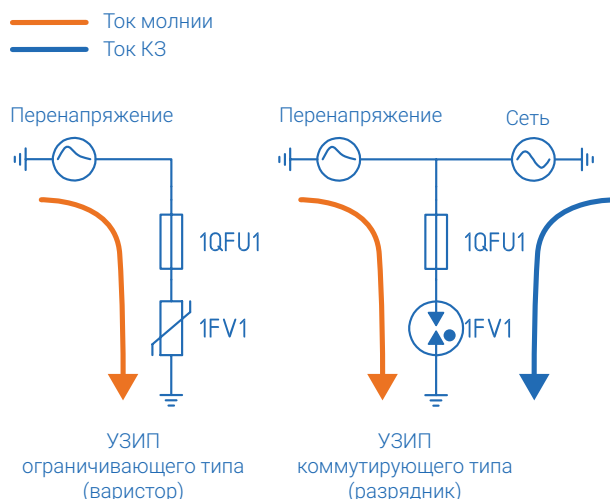 Ток молнии
Ток КЗ
Перенапряжение
Перенапряжение
Сеть
1QFU1
1QFU1
1FV1
1FV1
УЗИП
ограничивающего типа
(варистор)
УЗИП
коммутирующего типа
(разрядник)